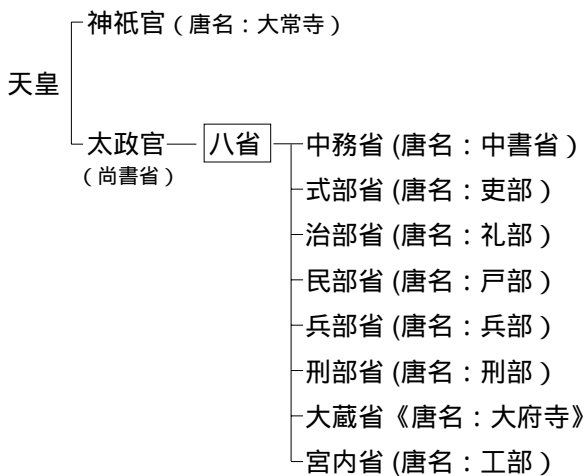 神祇官（唐名：大常寺）
天皇
太政官 八省 中務省 (唐名：中書省）
（尚書省）
式部省 (唐名：吏部）
治部省 (唐名：礼部）
民部省 (唐名：戸部）
兵部省 (唐名：兵部）
刑部省 (唐名：刑部）
大蔵省《唐名：大府寺》
宮内省 (唐名：工部）